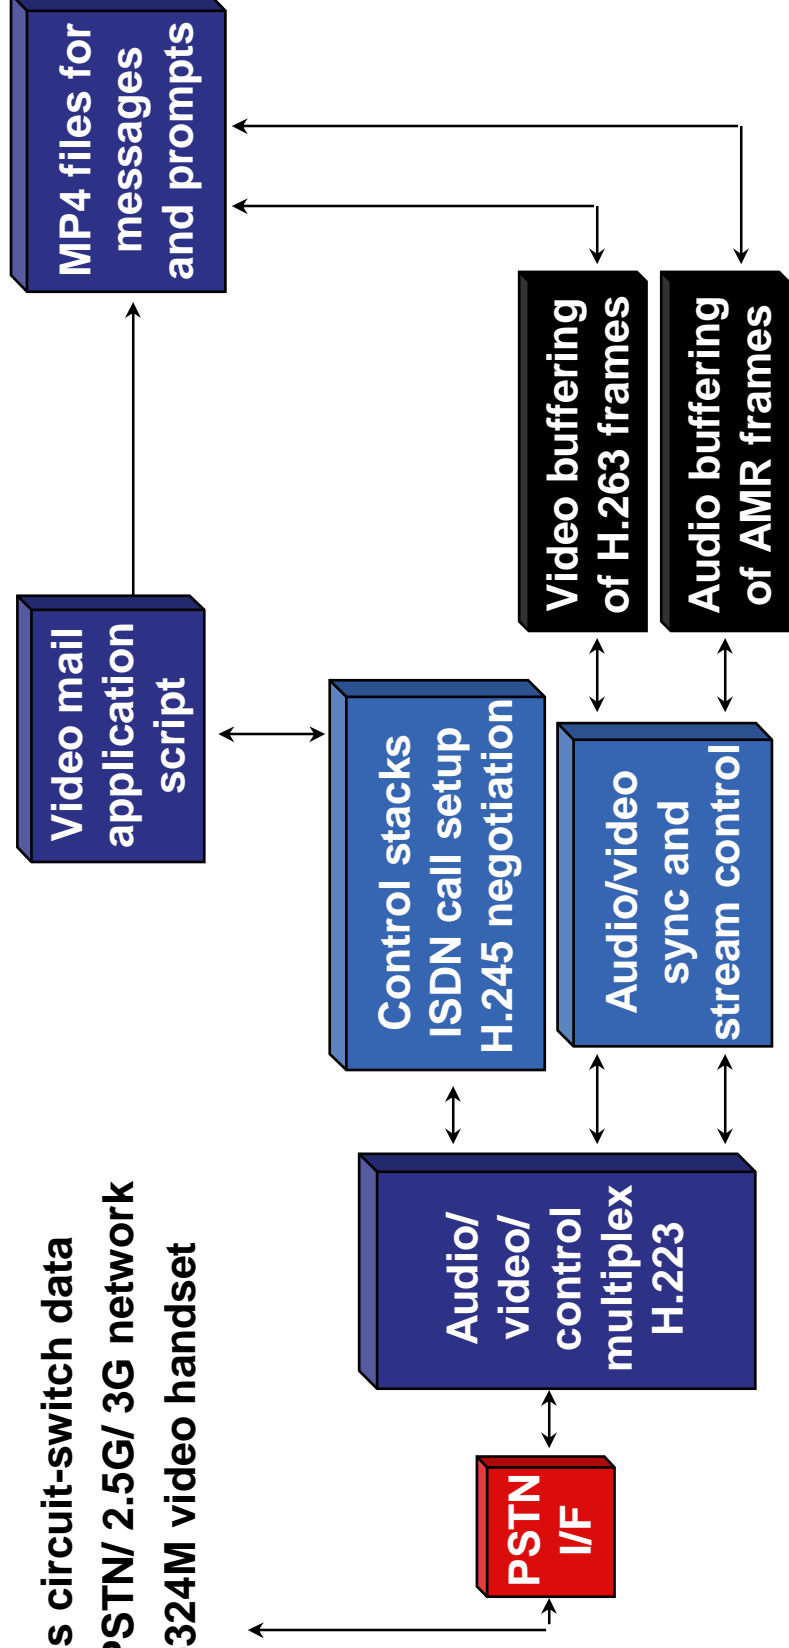 circuit-switch data
PSTN/ 2.5G/ 3G network
324M video handset
Video mail
application
script
MP4 files for
messages
and prompts
Control stacks
ISDN call setup
H.245 negotiation
Audio/
video/
control
multiplex
H.223
PSTN
I/F
Audio/video
sync and
stream control
Video buffering
of H.263 frames
Audio buffering
of AMR frames